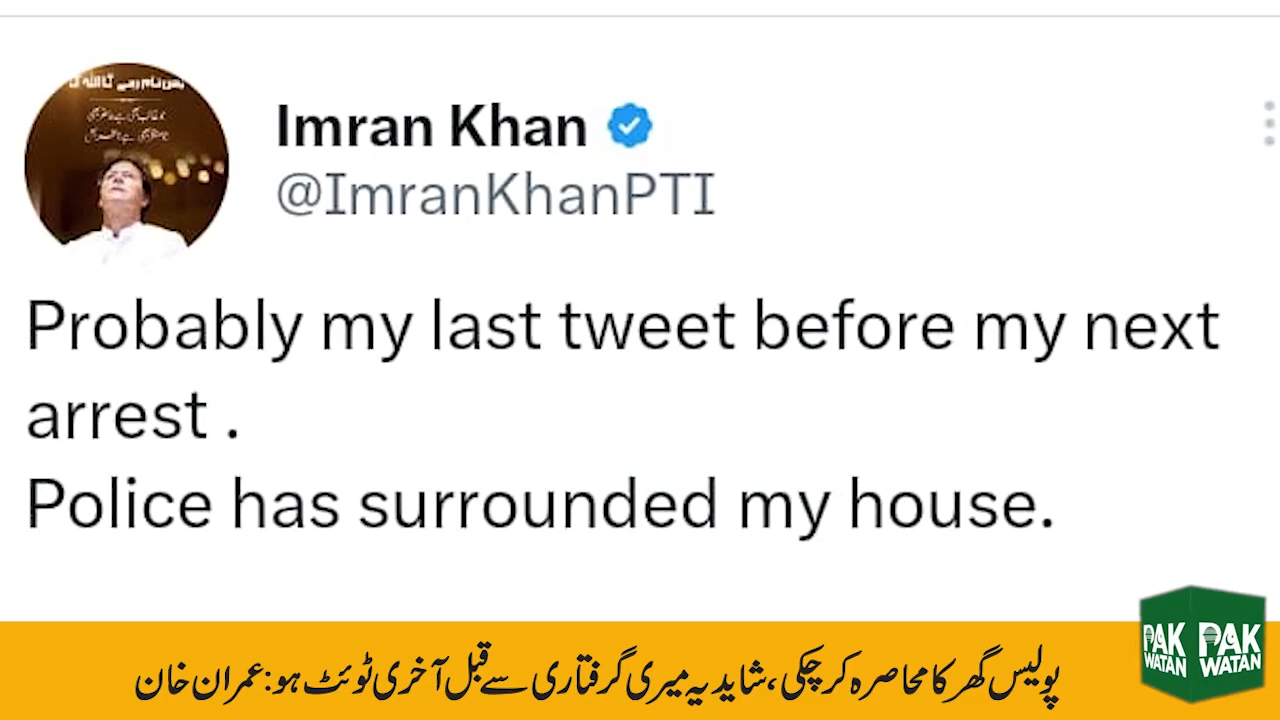 Imran Khan
@ImranKhanPTI
Probably my last tweet before my next
arrest .
Police has surrounded my house.
پولیس گھر کا محاصرہ کر چکی، شاید یہ میری گرفتاری سے قبل آخری ٹوئٹ ہو: عمران خان
PAK WATAN
PAK WATAN